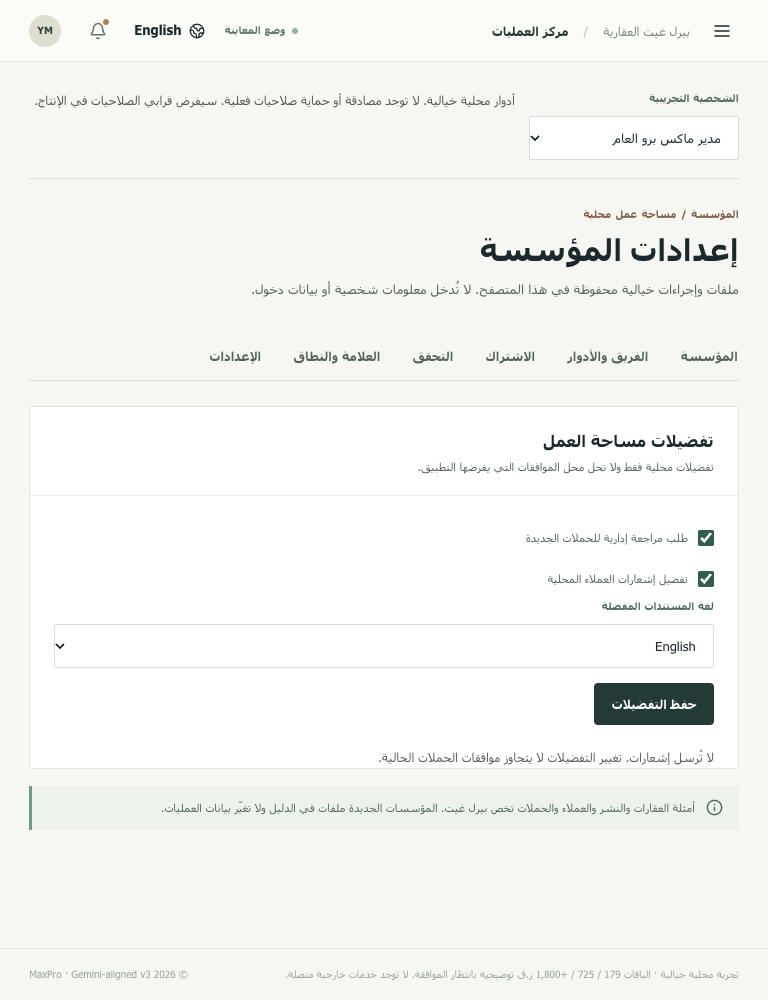 بيرل غيت العقارية / مركز العمليات
وضع المعاينة
English
YM
الشخصية التجريبية
أدوار محلية خيالية. لا توجد مصادقة أو حماية صلاحيات فعلية. سيفرض فرابي الصلاحيات في الإنتاج.
مدير ماكس برو العام
المؤسسة / مساحة عمل محلية
إعدادات المؤسسة
ملفات وإجراءات خيالية محفوظة في هذا المتصفح. لا تُدخل معلومات شخصية أو بيانات دخول.
المؤسسة الفريق والأدوار الاشتراك التحقق العلامة والنطاق الإعدادات
تفضيلات مساحة العمل
تفضيلات محلية فقط ولا تحل محل الموافقات التي يفرضها التطبيق.
طلب مراجعة إدارية للحملات الجديدة
تفضيل إشعارات العملاء المحلية
لغة المستندات المفضلة
English
حفظ التفضيلات
لا تُرسل إشعارات. تغيير التفضيلات لا يتجاوز موافقات الحملات الحالية.
أمثلة العقارات والنشر والعملاء والحملات تخص بيرل غيت. المؤسسات الجديدة ملفات في الدليل ولا تغيّر بيانات العمليات.
تجربة محلية خيالية · الباقات 179 / 725 / 1,800+ ر.ق توضيحية بانتظار الموافقة. لا توجد خدمات خارجية متصلة.
MaxPro · Gemini-aligned v3 2026 ©